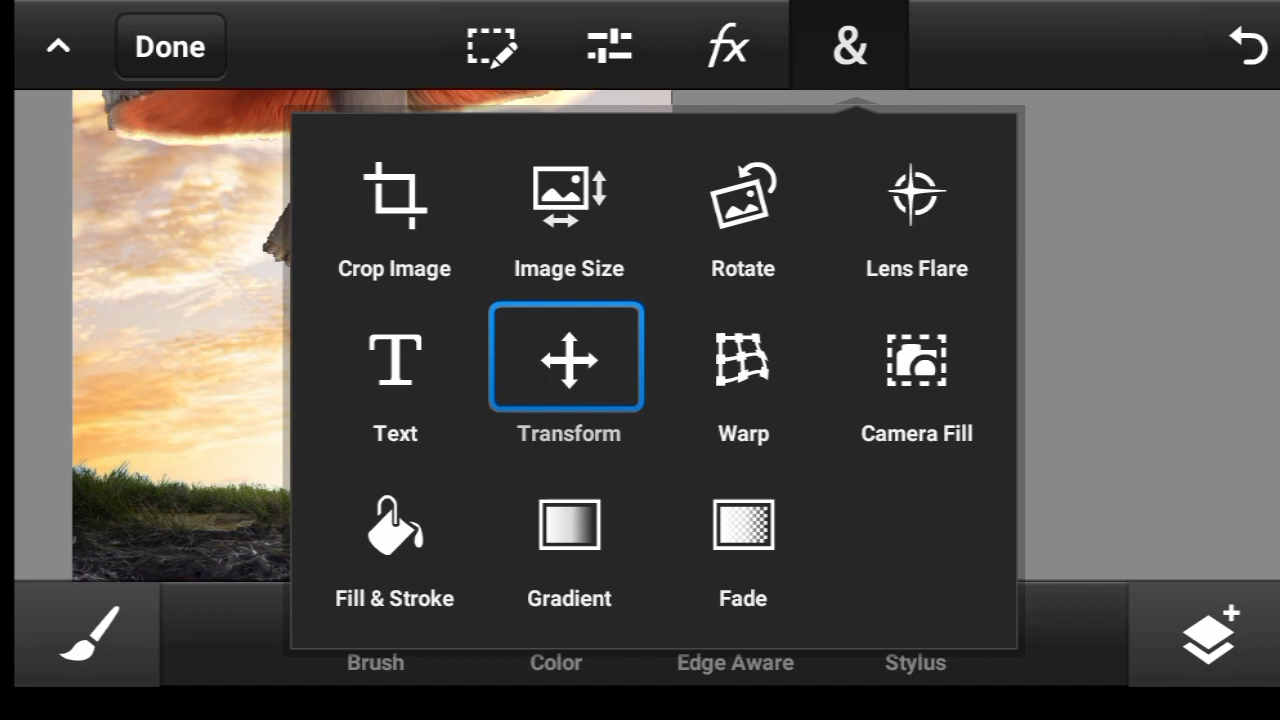 Done fx &
Crop Image Image Size Rotate Lens Flare
T
Text Transform Warp Camera Fill
Fill & Stroke Gradient Fade
Brush Color Edge Aware Stylus